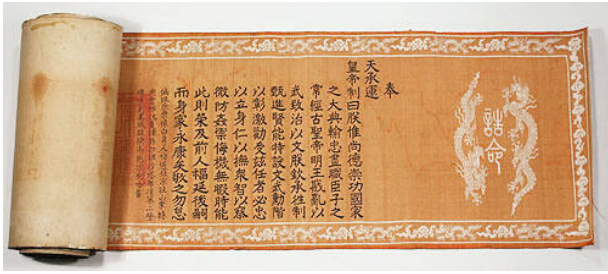 誥命
奉
天承運
皇帝制曰朕惟尚德崇功國家
之大典輸忠盡職臣子之
常經古聖帝明王戡亂以
武致治以文朕欽承往制
甄進賢能特設文武勳階
以彰激勸受茲任者必忠
以立身仁以撫衆智以察
微防姦禦侮機無暇時能
此則榮及前人福延後嗣
而身家永康矣敬之勿怠